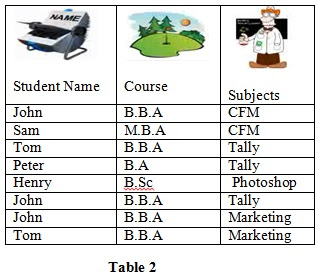 NAME
Student Name Course Subjects
John B.B.A CFM
Sam M.B.A CFM
Tom B.B.A Tally
Peter B.A Tally
Henry B.Sc Photoshop
John B.B.A Tally
John B.B.A Marketing
Tom B.B.A Marketing
Table 2